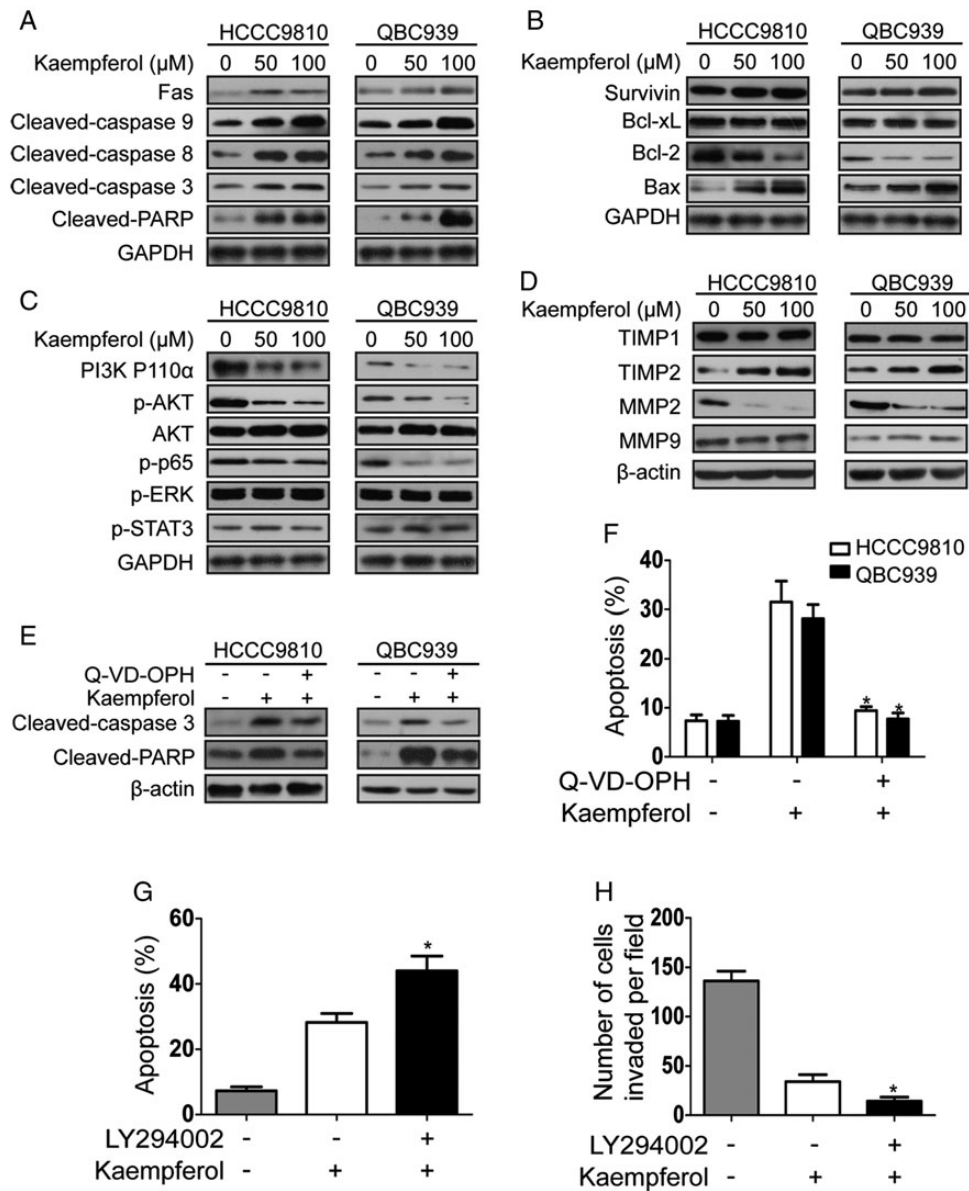 A
HCCC9810 QBC939
Kaempferol (μM) 0 50 100 0 50 100
Fas
Cleaved-caspase 9
Cleaved-caspase 8
Cleaved-caspase 3
Cleaved-PARP
GAPDH
B
HCCC9810 QBC939
Kaempferol (μM) 0 50 100 0 50 100
Survivin
Bcl-xL
Bcl-2
Bax
GAPDH
C
HCCC9810 QBC939
Kaempferol (μM) 0 50 100 0 50 100
PI3K P110α
p-AKT
AKT
p-p65
p-ERK
p-STAT3
GAPDH
D
HCCC9810 QBC939
Kaempferol (μM) 0 50 100 0 50 100
TIMP1
TIMP2
MMP2
MMP9
β-actin
E
HCCC9810 QBC939
Q-VD-OPH - - + - - +
Kaempferol - + + - + +
Cleaved-caspase 3
Cleaved-PARP
β-actin
F
HCCC9810
QBC939
Apoptosis (%)
40
30
20
10
0
* *
Q-VD-OPH - - +
Kaempferol - + +
G
Apoptosis (%)
60
40
20
0
*
LY294002 - - +
Kaempferol - + +
H
Number of cells
invaded per field
200
150
100
50
0
*
LY294002 - - +
Kaempferol - + +